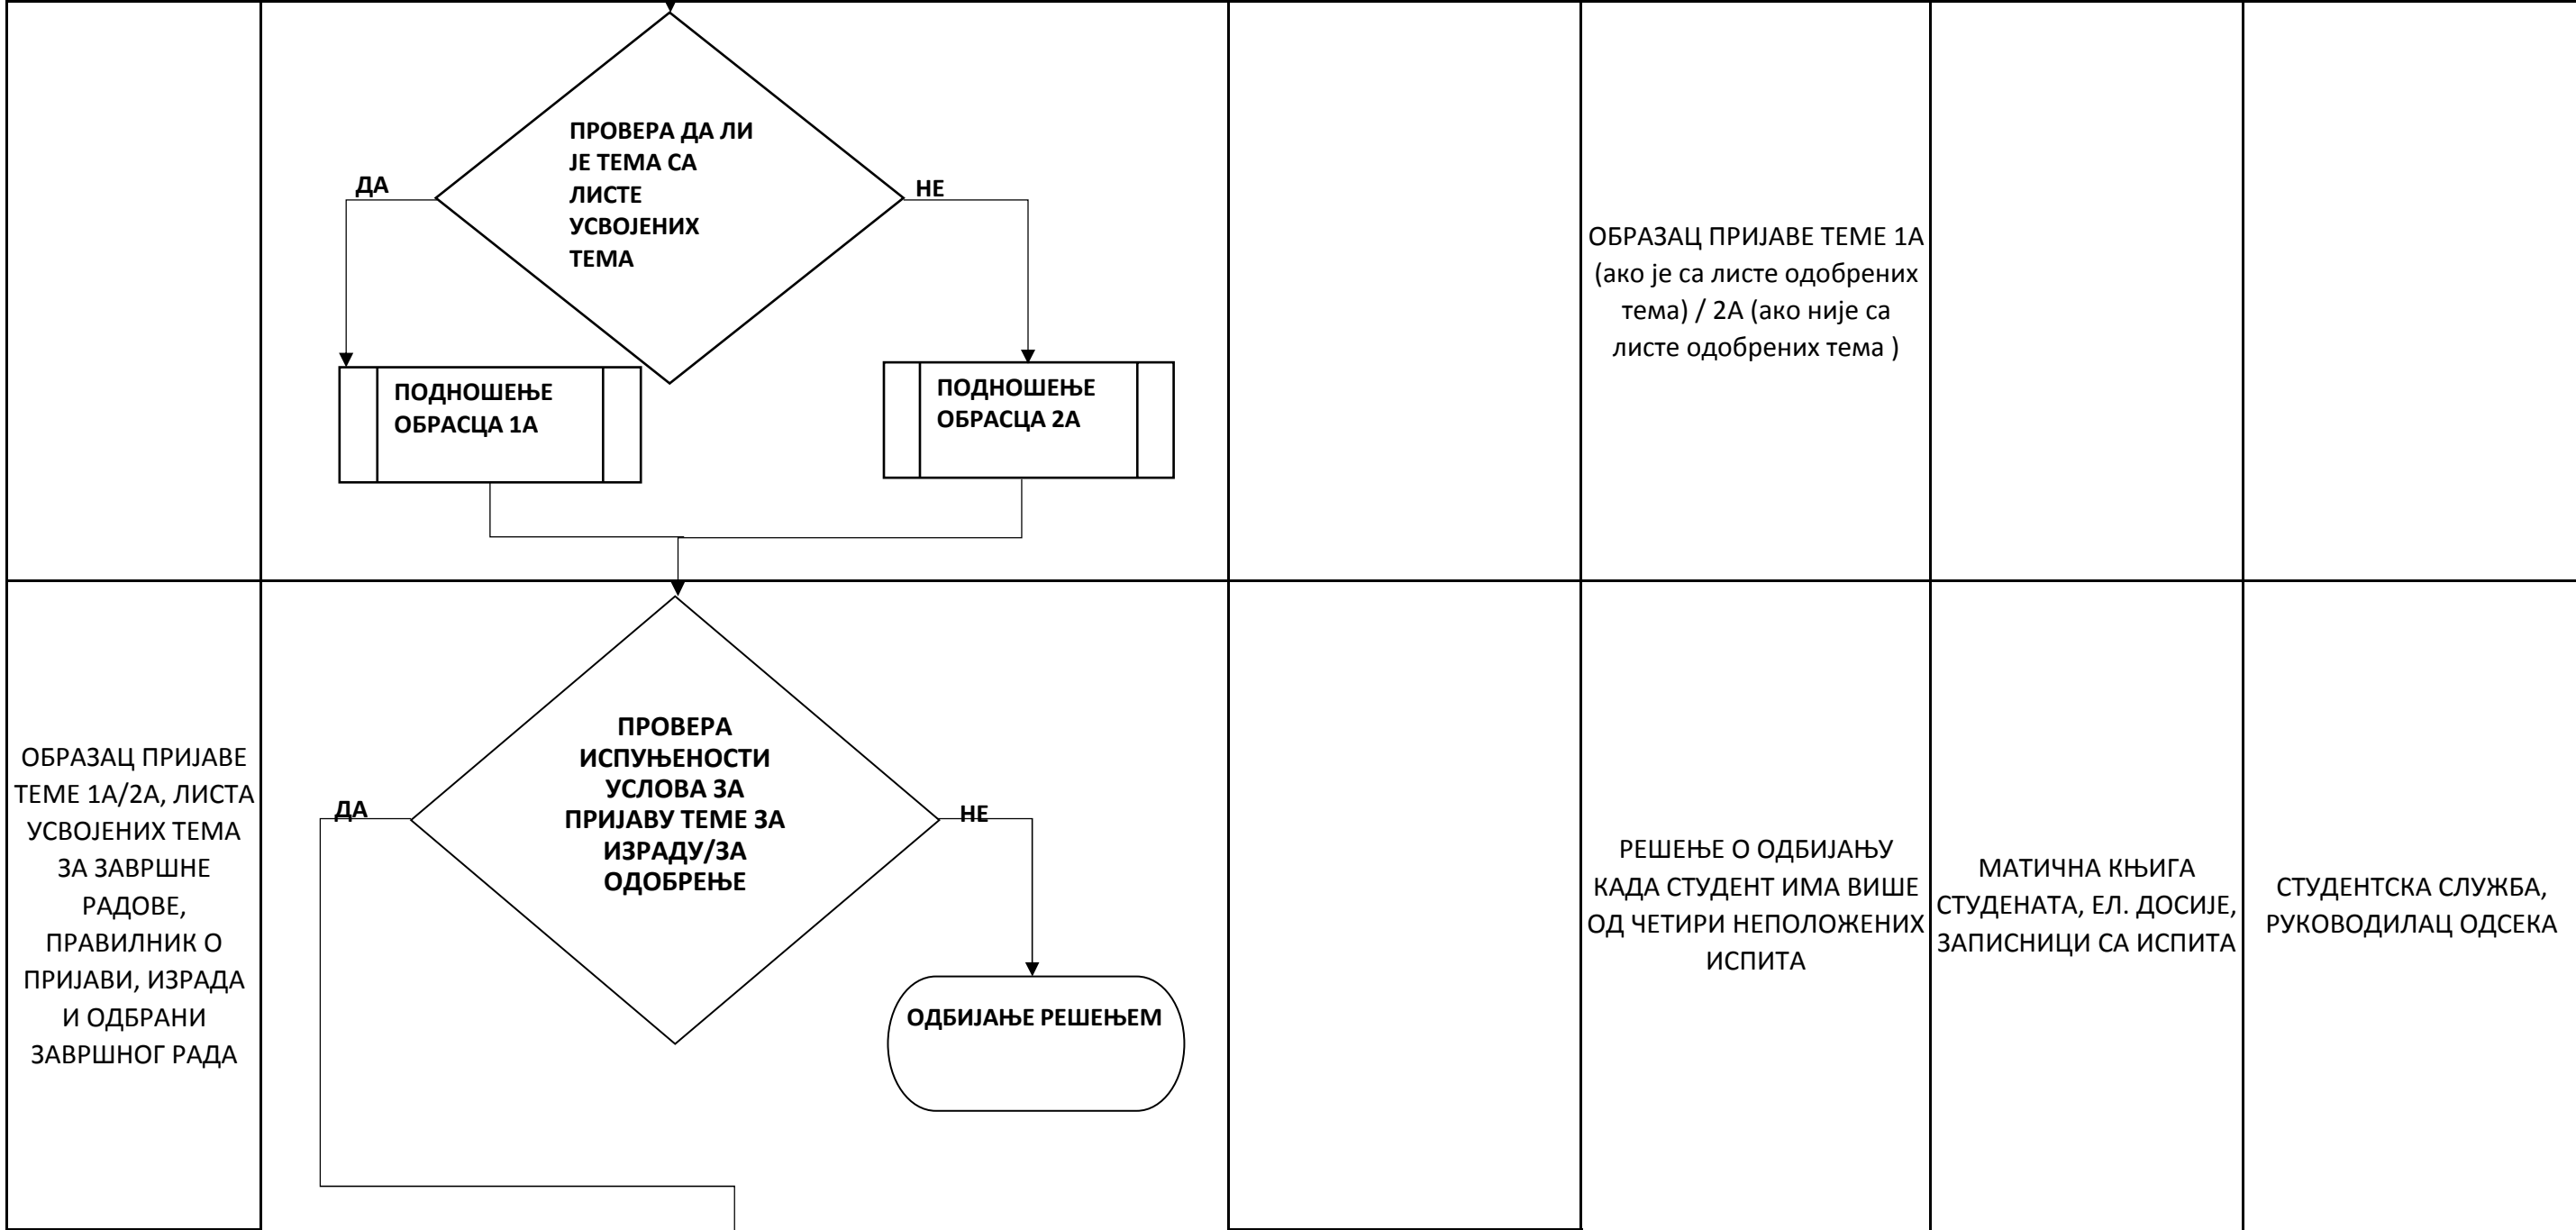 ПРОВЕРА ДА ЛИ
ЈЕ ТЕМА СА
ЛИСТЕ
УСВОЈЕНИХ
ТЕМА
ДА
НЕ
ПОДНОШЕЊЕ
ОБРАСЦА 1А
ПОДНОШЕЊЕ
ОБРАСЦА 2А
ОБРАЗАЦ ПРИЈАВЕ ТЕМЕ 1А
(ако је са листе одобрених
тема) / 2А (ако није са
листе одобрених тема )
ОБРАЗАЦ ПРИЈАВЕ
ТЕМЕ 1А/2А, ЛИСТА
УСВОЈЕНИХ ТЕМА
ЗА ЗАВРШНЕ
РАДОВЕ,
ПРАВИЛНИК О
ПРИЈАВИ, ИЗРАДА
И ОДБРАНИ
ЗАВРШНОГ РАДА
ПРОВЕРА
ИСПУЊЕНОСТИ
УСЛОВА ЗА
ПРИЈАВУ ТЕМЕ ЗА
ИЗРАДУ/ЗА
ОДОБРЕЊЕ
ДА
НЕ
ОДБИЈАЊЕ РЕШЕЊЕМ
РЕШЕЊЕ О ОДБИЈАЊУ
КАДА СТУДЕНТ ИМА ВИШЕ
ОД ЧЕТИРИ НЕПОЛОЖЕНИХ
ИСПИТА
МАТИЧНА КЊИГА
СТУДЕНАТА, ЕЛ. ДОСИЈЕ,
ЗАПИСНИЦИ СА ИСПИТА
СТУДЕНТСКА СЛУЖБА,
РУКОВОДИЛАЦ ОДСЕКА